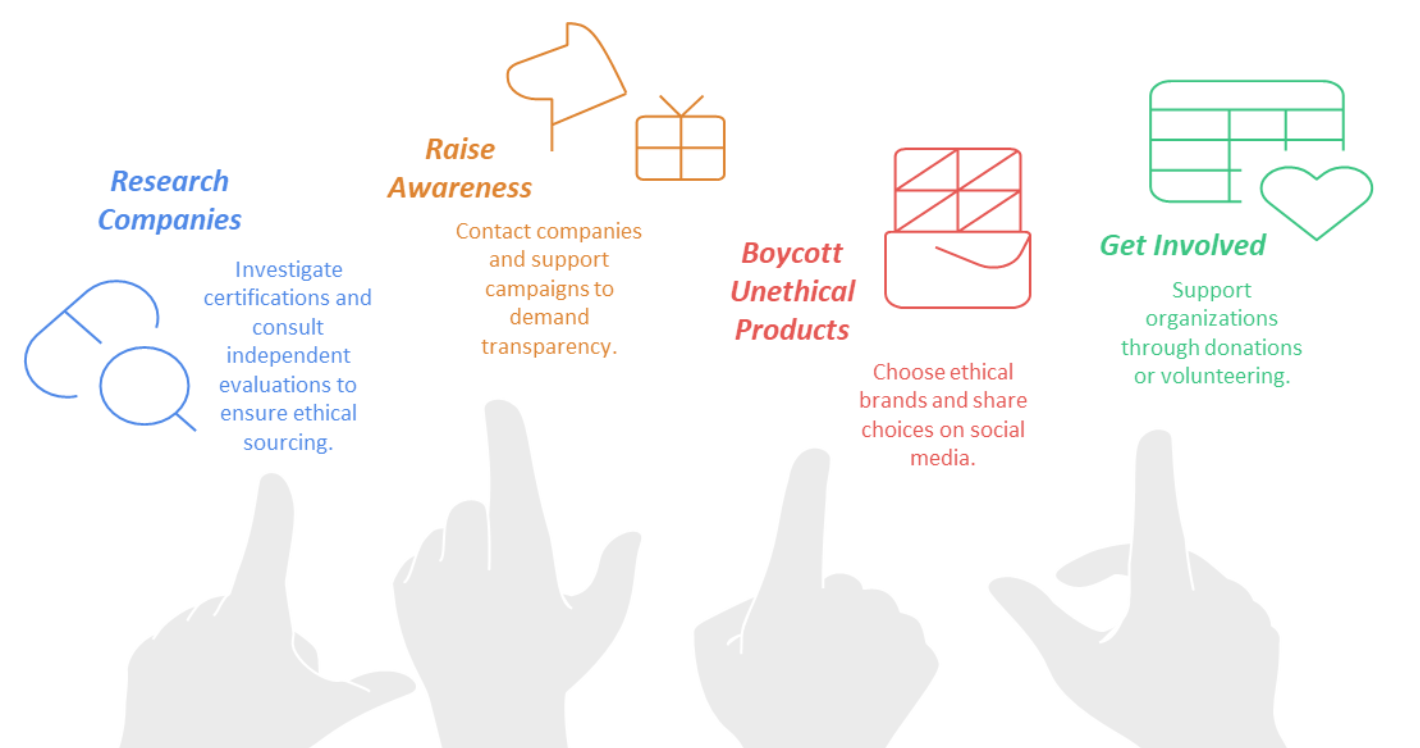 Research
Companies
Investigate
certifications and
consult
independent
evaluations to
ensure ethical
sourcing.
Raise
Awareness
Contact companies
and support
campaigns to
demand
transparency.
Boycott
Unethical
Products
Choose ethical
brands and share
choices on social
media.
Get Involved
Support
organizations
through donations
or volunteering.